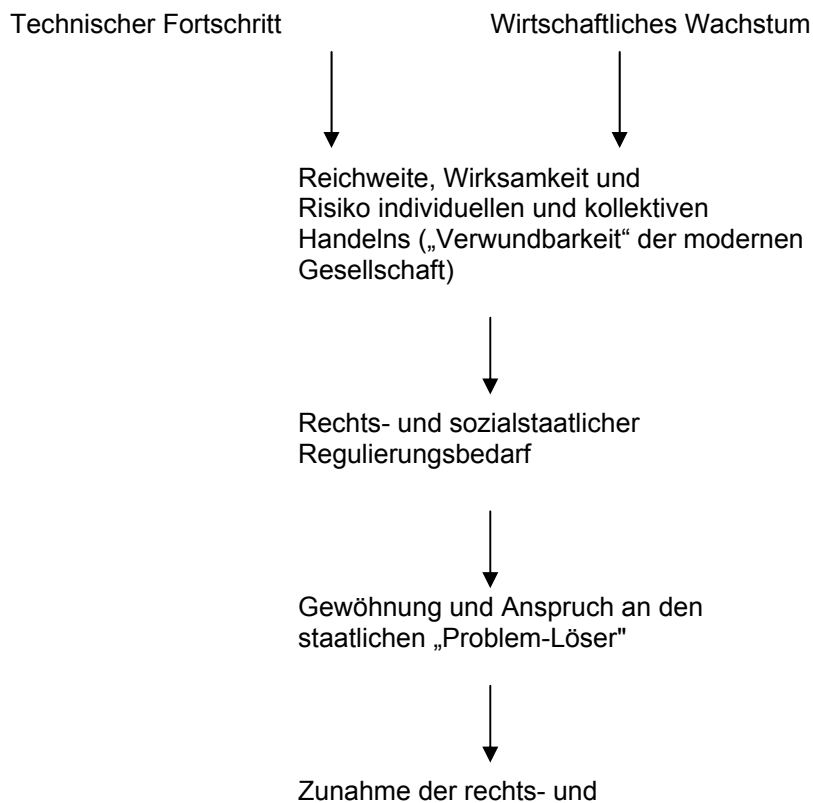 Technischer Fortschritt Wirtschaftliches Wachstum
Reichweite, Wirksamkeit und
Risiko individuellen und kollektiven
Handelns („Verwundbarkeit“ der modernen
Gesellschaft)
Rechts- und sozialstaatlicher
Regulierungsbedarf
Gewöhnung und Anspruch an den
staatlichen „Problem-Löser"
Zunahme der rechts- und